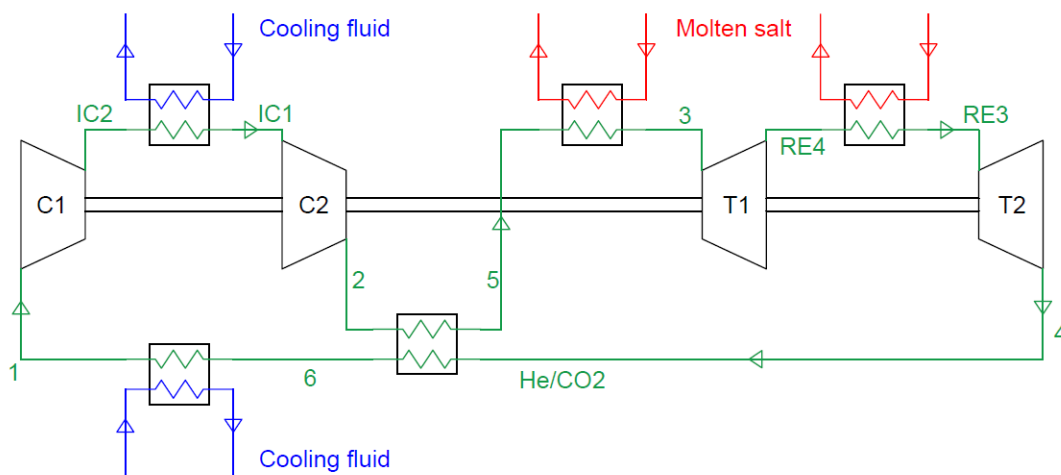 Cooling fluid
Molten salt
IC2
IC1
3
RE4
RE3
C1
C2
T1
T2
2
5
4
1
6
He/CO2
Cooling fluid